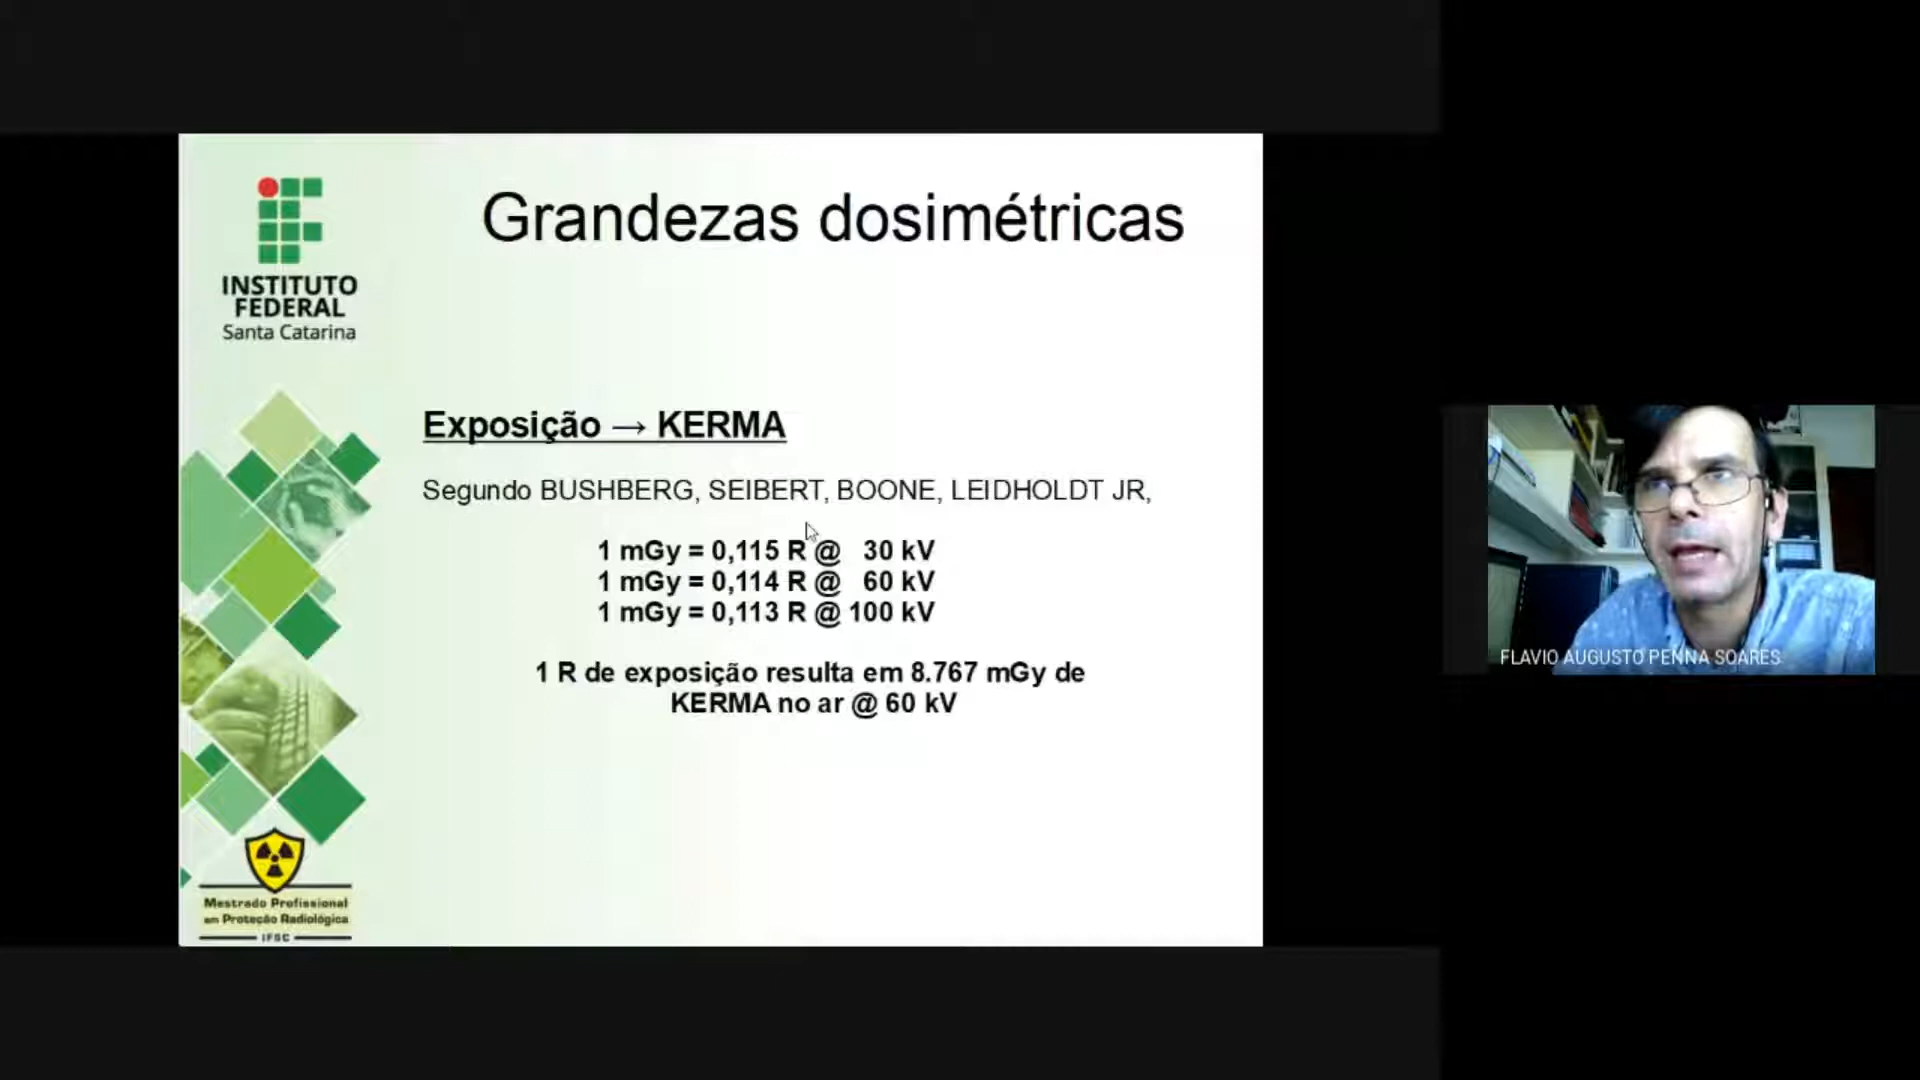 INSTITUTO
FEDERAL
Santa Catarina
Grandezas dosimétricas
Exposição → KERMA
Segundo BUSHBERG, SEIBERT, BOONE, LEIDHOLDT JR,
1 mGy = 0,115 R @ 30 kV
1 mGy = 0,114 R @ 60 kV
1 mGy = 0,113 R @ 100 kV
1 R de exposição resulta em 8.767 mGy de
KERMA no ar @ 60 kV
Mestrado Profissional
em Proteção Radiológica
IFSC
FLAVIO AUGUSTO PENNA SOARES